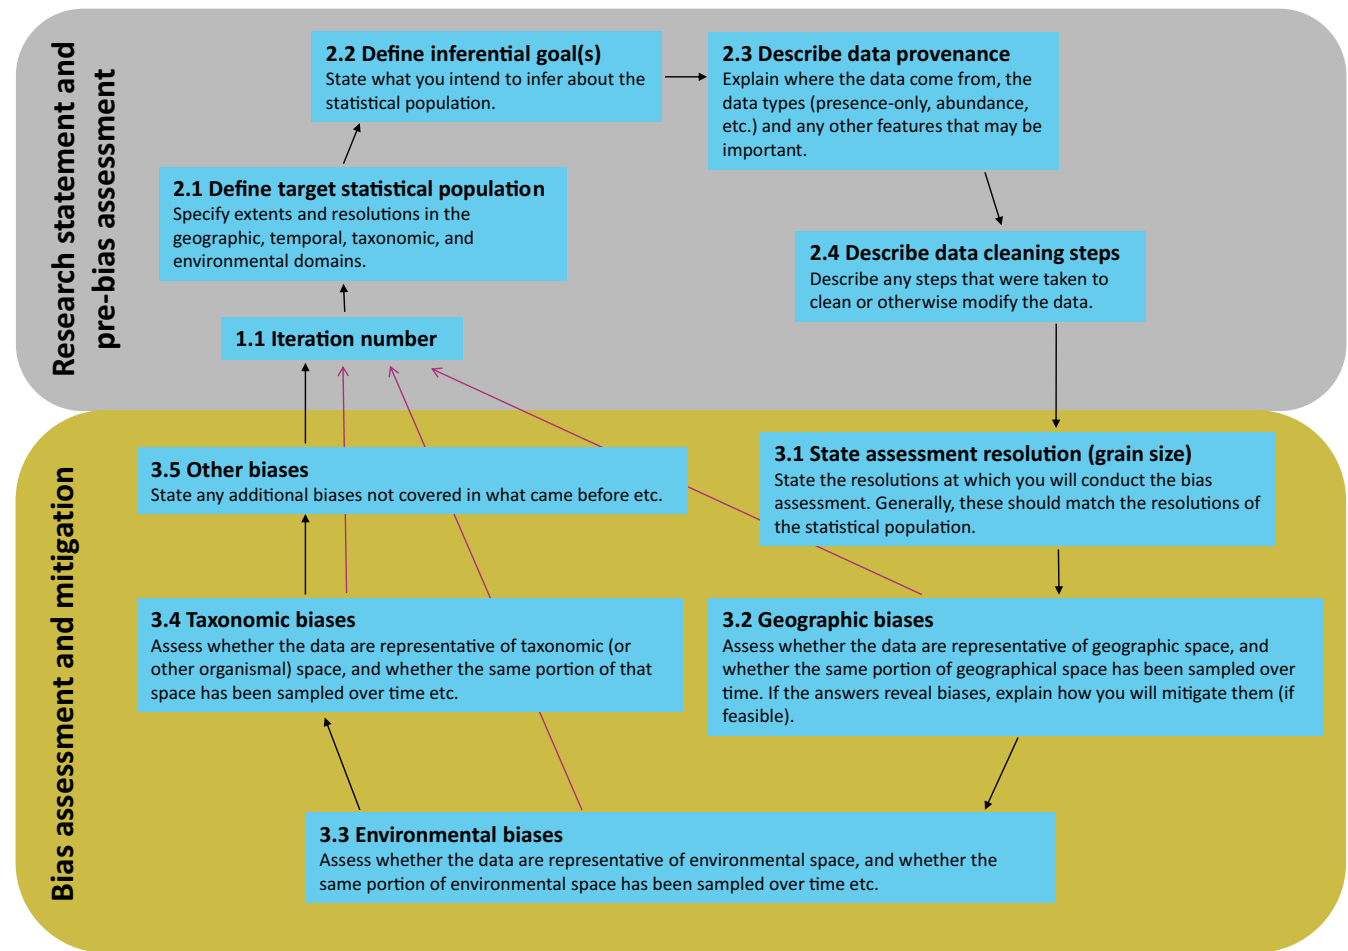 Research statement and
pre-bias assessment
2.2 Define inferential goal(s)
State what you intend to infer about the
statistical population.
2.3 Describe data provenance
Explain where the data come from, the
data types (presence-only, abundance,
etc.) and any other features that may be
important.
2.1 Define target statistical population
Specify extents and resolutions in the
geographic, temporal, taxonomic, and
environmental domains.
2.4 Describe data cleaning steps
Describe any steps that were taken to
clean or otherwise modify the data.
1.1 Iteration number
Bias assessment and mitigation
3.5 Other biases
State any additional biases not covered in what came before etc.
3.1 State assessment resolution (grain size)
State the resolutions at which you will conduct the bias
assessment. Generally, these should match the resolutions of
the statistical population.
3.4 Taxonomic biases
Assess whether the data are representative of taxonomic (or
other organismal) space, and whether the same portion of that
space has been sampled over time etc.
3.2 Geographic biases
Assess whether the data are representative of geographic space, and
whether the same portion of geographical space has been sampled over
time. If the answers reveal biases, explain how you will mitigate them (if
feasible).
3.3 Environmental biases
Assess whether the data are representative of environmental space, and whether the
same portion of environmental space has been sampled over time etc.